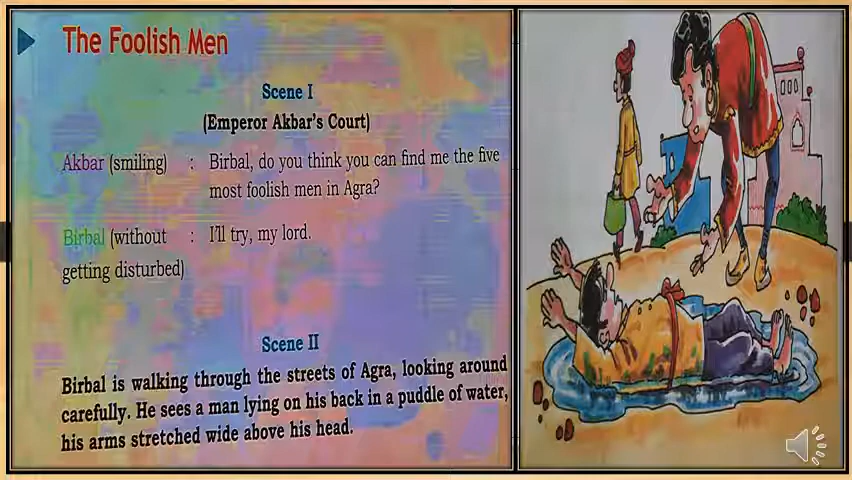 The Foolish Men
Scene I
(Emperor Akbar's Court)
Akbar (smiling) : Birbal, do you think you can find me the five
most foolish men in Agra?
Birbal (without : I'll try, my lord.
getting disturbed)
Scene II
Birbal is walking through the streets of Agra, looking around
carefully. He sees a man lying on his back in a puddle of water,
his arms stretched wide above his head.